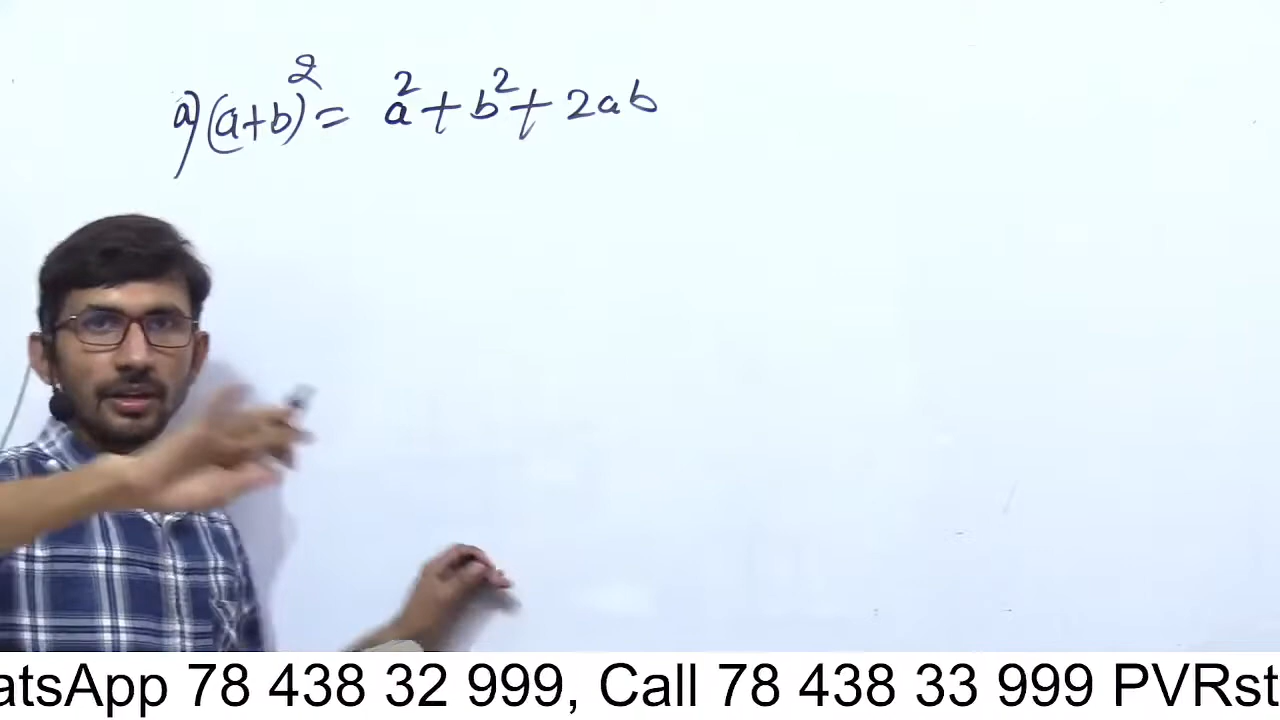 a) (a+b)² = a² + b² + 2ab
atsApp 78 438 32 999, Call 78 438 33 999 PVRst